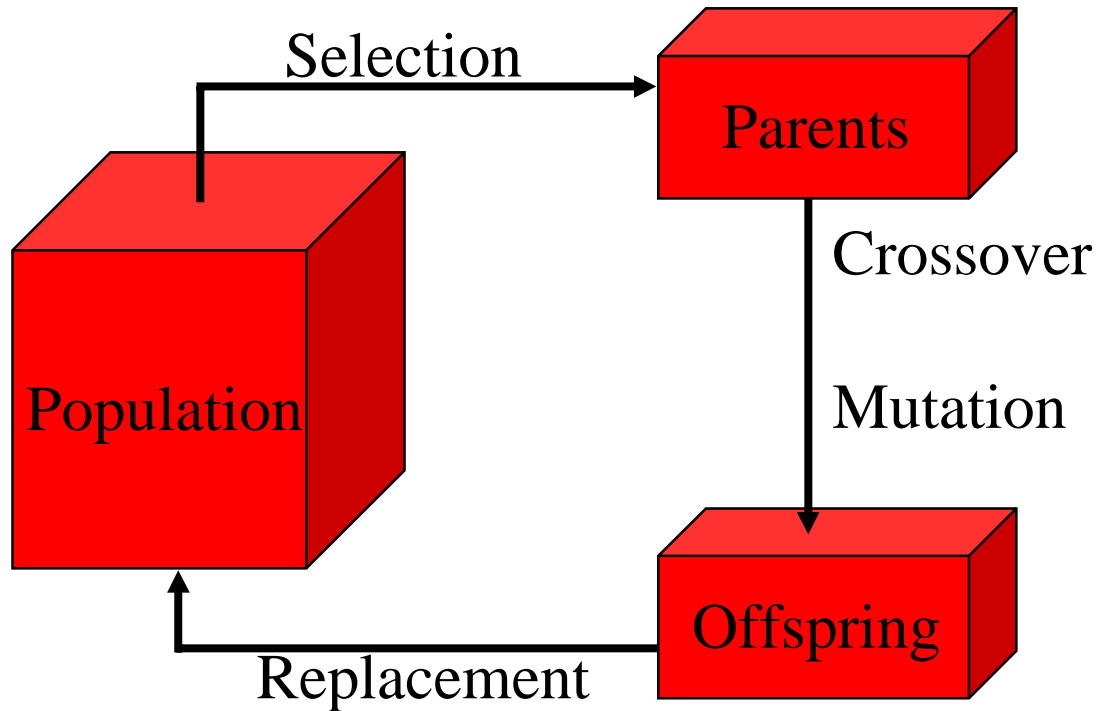 Selection
Parents
Crossover
Population
Mutation
Offspring
Replacement